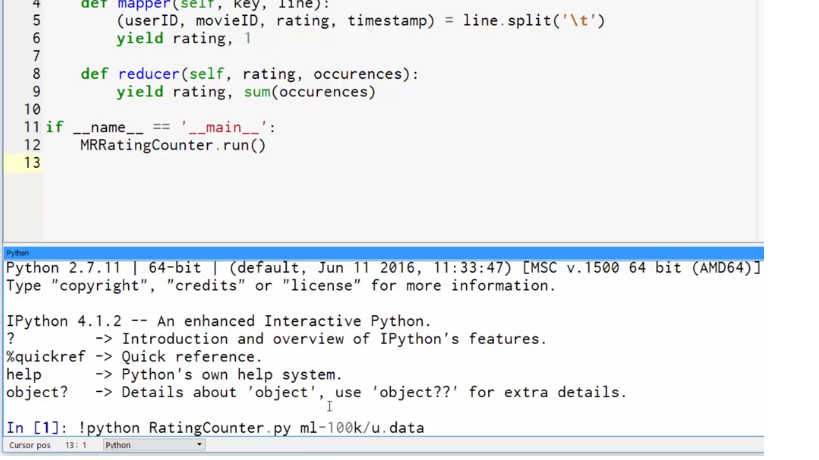 4 def mapper(self, key, line):
5 (userID, movieID, rating, timestamp) = line.split('\t')
6 yield rating, 1
7
8 def reducer(self, rating, occurences):
9 yield rating, sum(occurences)
10
11 if __name__ == '__main__':
12 MRRatingCounter.run()
13
Python
Python 2.7.11 | 64-bit | (default, Jun 11 2016, 11:33:47) [MSC v.1500 64 bit (AMD64)]
Type "copyright", "credits" or "license" for more information.
IPython 4.1.2 -- An enhanced Interactive Python.
? -> Introduction and overview of IPython's features.
%quickref -> Quick reference.
help -> Python's own help system.
object? -> Details about 'object', use 'object??' for extra details.
In [1]: !python RatingCounter.py ml-100k/u.data
Cursor pos 13: 1 Python